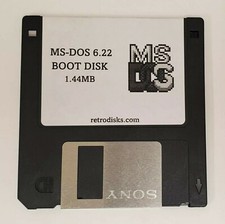 MS-DOS 6.22
BOOT DISK
1.44MB
MS
DOS
retrodisks.com
SONY